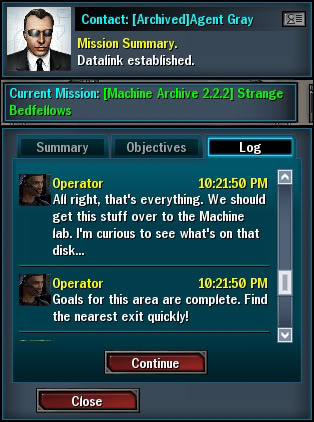 Contact: [Archived]Agent Gray
Mission Summary.
Datalink established.
Current Mission: [Machine Archive 2.2.2] Strange
Bedfellows
Summary Objectives Log
Operator 10:21:50 PM
All right, that's everything. We should
get this stuff over to the Machine
lab. I'm curious to see what's on that
disk...
Operator 10:21:50 PM
Goals for this area are complete. Find
the nearest exit quickly!
Continue
Close